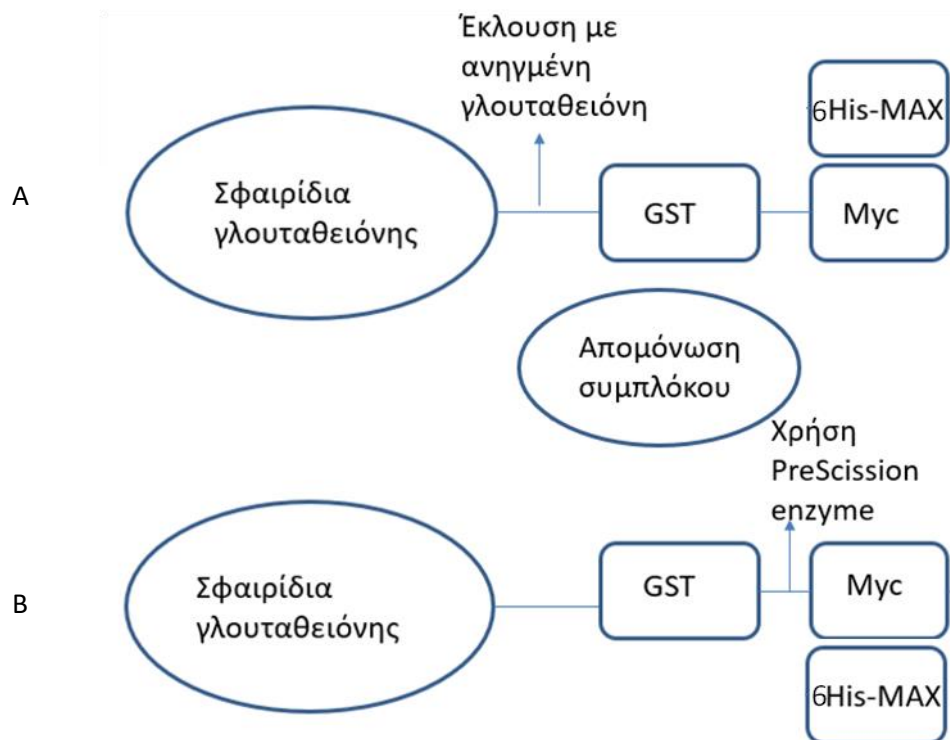 Έκλουση με
ανηγμένη
γλουταθειόνη
6His-MAX
A
Σφαιρίδια
γλουταθειόνης
GST
Myc
Απομόνωση
συμπλόκου
Χρήση
PreScission
enzyme
B
Σφαιρίδια
γλουταθειόνης
GST
Myc
6His-MAX